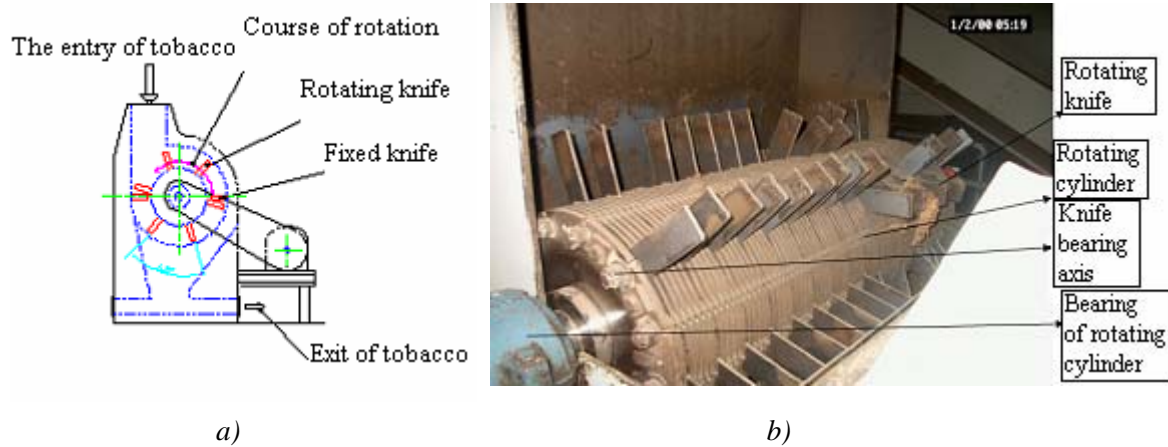 The entry of tobacco
Course of rotation
Rotating knife
Fixed knife
Exit of tobacco
a)
1/2/00 05:19
Rotating
knife
Rotating
cylinder
Knife
bearing
axis
Bearing
of rotating
cylinder
b)